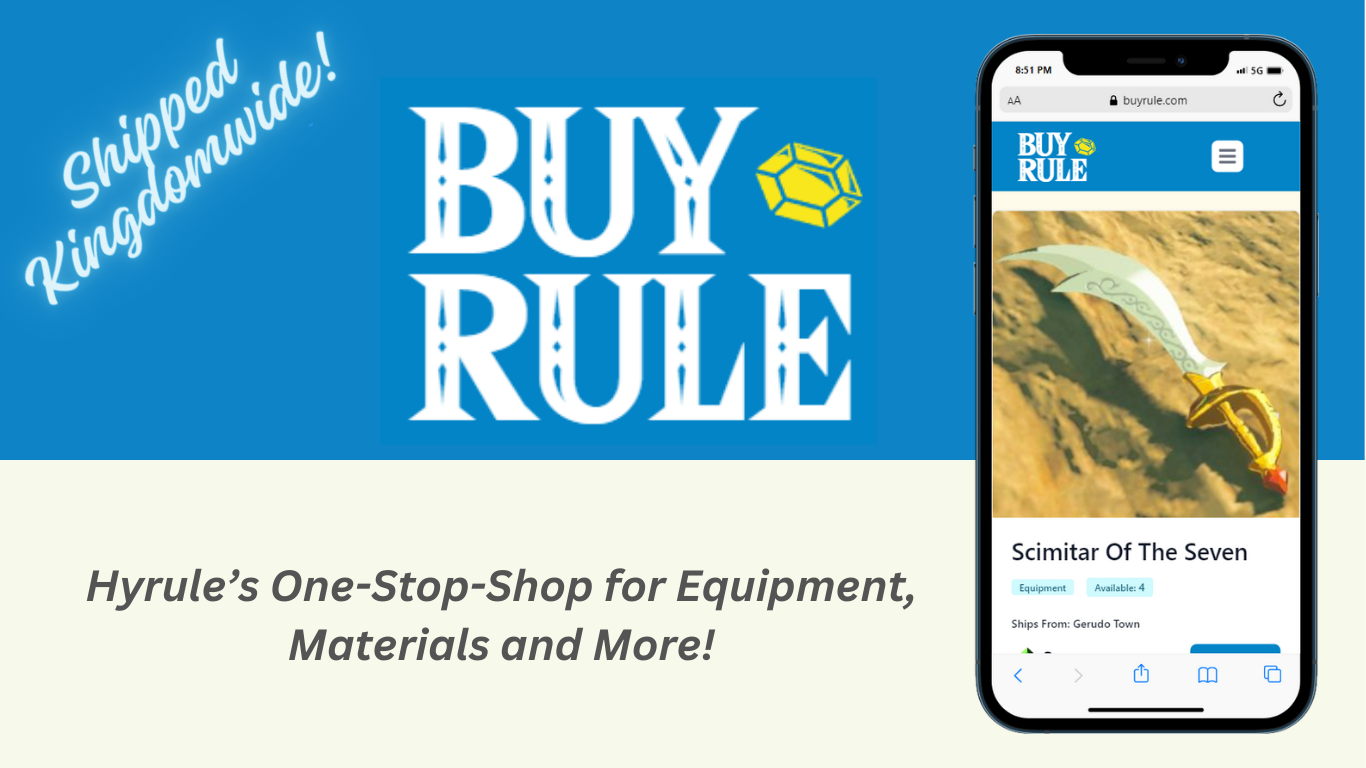 Shipped
Kingdomwide!
BUY
RULE
Hyrule's One-Stop-Shop for Equipment,
Materials and More!
8:51 PM
5G
AA
buyrule.com
BUY
RULE
Scimitar Of The Seven
Equipment
Available: 4
Ships From: Gerudo Town